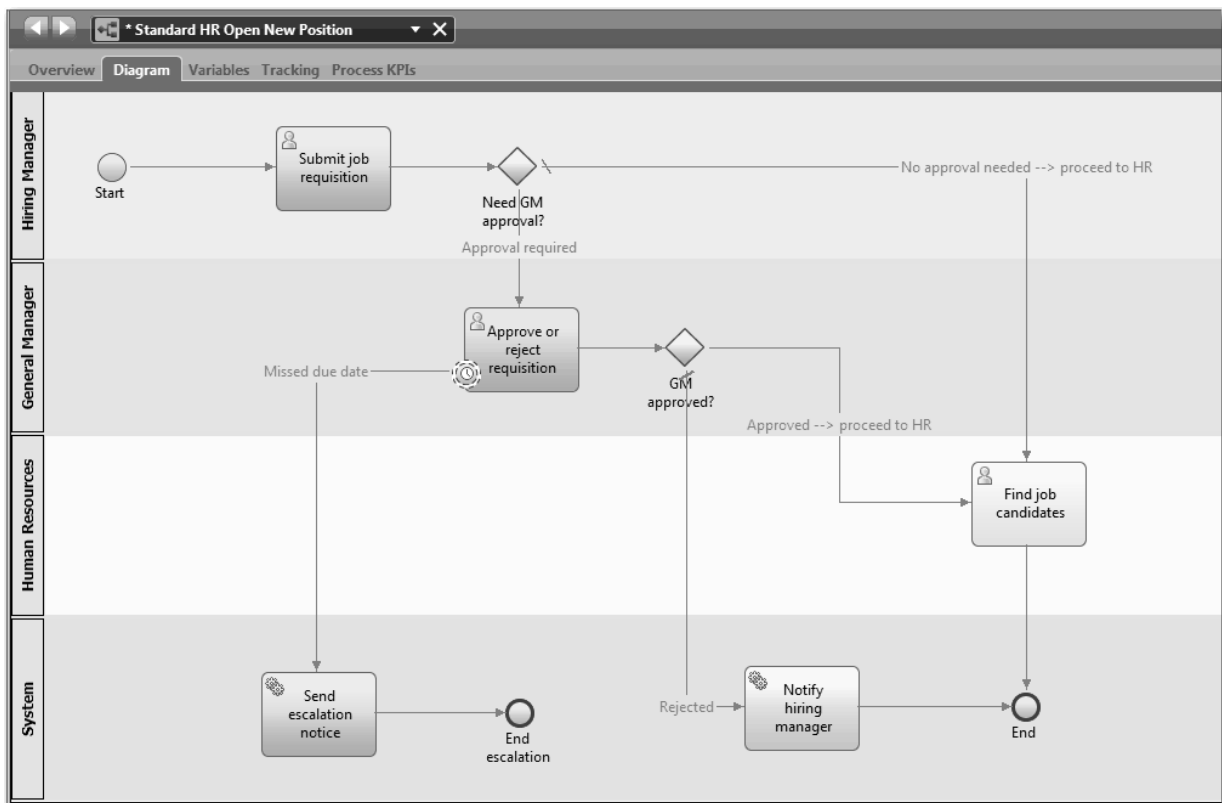 * Standard HR Open New Position
Overview
Diagram
Variables
Tracking
Process KPIs
Hiring Manager
Start
Submit job
requisition
Need GM
approval?
No approval needed --> proceed to HR
Approval required
General Manager
Approve or
reject
requisition
Missed due date
GM
approved?
Approved --> proceed to HR
Human Resources
Find job
candidates
System
Send
escalation
notice
End
escalation
Rejected
Notify
hiring
manager
End